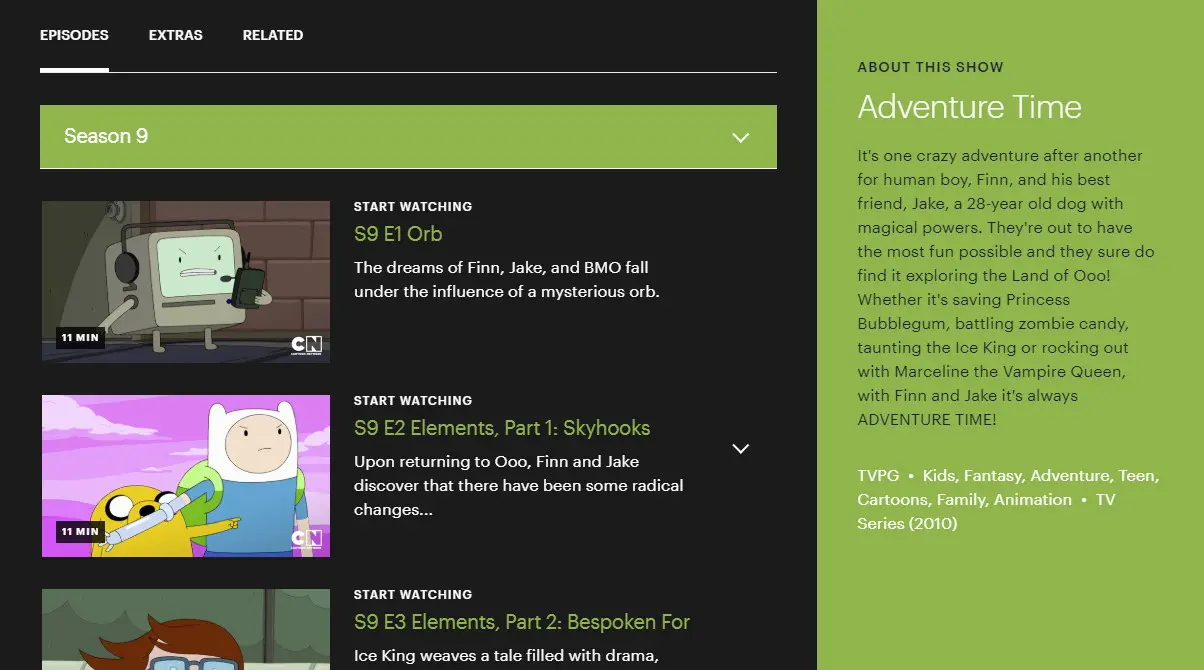 EPISODES EXTRAS RELATED
Season 9
START WATCHING
S9 E1 Orb
The dreams of Finn, Jake, and BMO fall
under the influence of a mysterious orb.
11 MIN
CN
CARTOON NETWORK
START WATCHING
S9 E2 Elements, Part 1: Skyhooks
Upon returning to Ooo, Finn and Jake
discover that there have been some radical
changes...
11 MIN
CN
CARTOON NETWORK
START WATCHING
S9 E3 Elements, Part 2: Bespoken For
Ice King weaves a tale filled with drama,
ABOUT THIS SHOW
Adventure Time
It's one crazy adventure after another
for human boy, Finn, and his best
friend, Jake, a 28-year old dog with
magical powers. They're out to have
the most fun possible and they sure do
find it exploring the Land of Ooo!
Whether it's saving Princess
Bubblegum, battling zombie candy,
taunting the Ice King or rocking out
with Marceline the Vampire Queen,
with Finn and Jake it's always
ADVENTURE TIME!
TVPG • Kids, Fantasy, Adventure, Teen,
Cartoons, Family, Animation • TV
Series (2010)